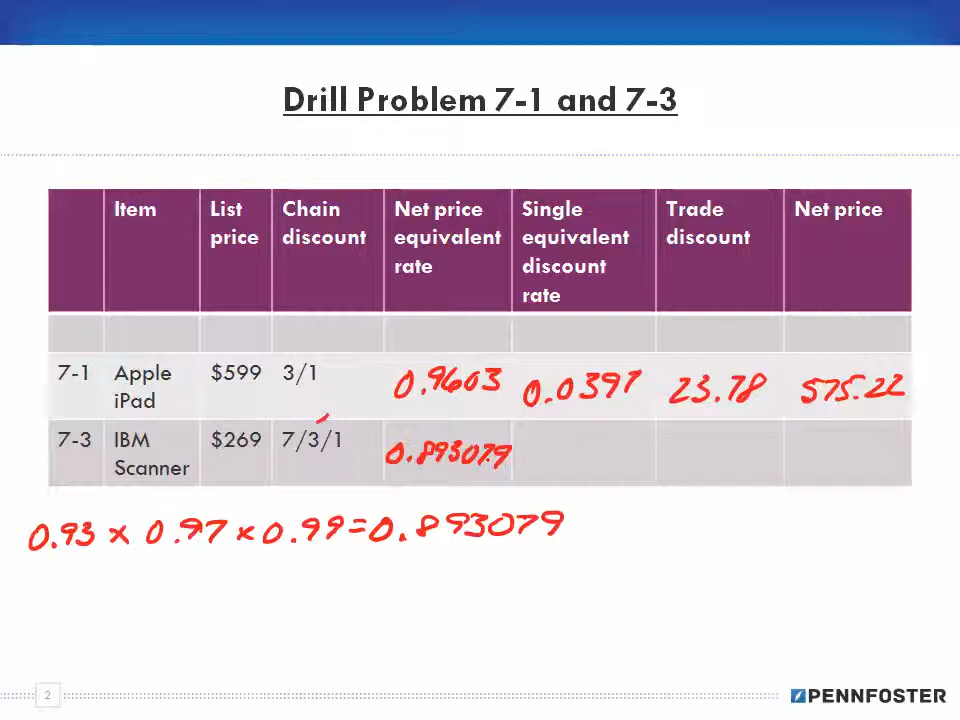 Drill Problem 7-1 and 7-3
Item List price Chain discount Net price equivalent rate Single equivalent discount rate Trade discount Net price
7-1 Apple iPad $599 3/1 0.9603 0.0397 23.78 575.22
7-3 IBM Scanner $269 7/3/1 0.893079
0.93 x 0.97 x 0.99 = 0.893079
2
PENNFOSTER